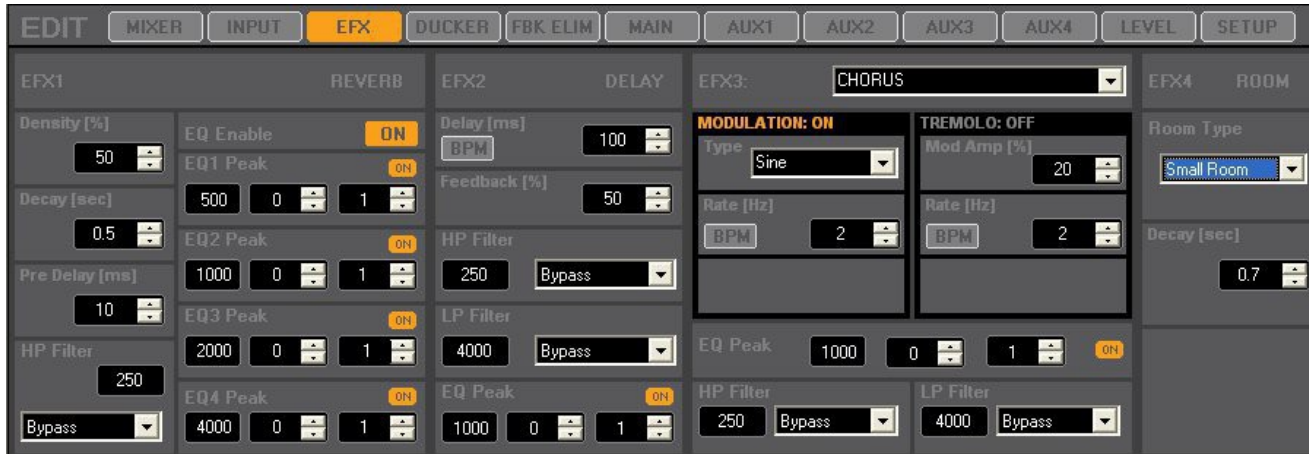 EDIT MIXER INPUT EFX DUCKER FBK ELIM MAIN AUX1 AUX2 AUX3 AUX4 LEVEL SETUP
EFX1 REVERB
Density [%]
50
Decay [sec]
0.5
Pre Delay [ms]
10
HP Filter
250
Bypass
EQ Enable ON
EQ1 Peak ON
500 0 1
EQ2 Peak ON
1000 0 1
EQ3 Peak ON
2000 0 1
EQ4 Peak ON
4000 0 1
EFX2 DELAY
Delay [ms]
BPM 100
Feedback [%]
50
HP Filter
250 Bypass
LP Filter
4000 Bypass
EQ Peak ON
1000 0 1
EFX3: CHORUS
MODULATION: ON
Type
Sine
Rate [Hz]
BPM 2
TREMOLO: OFF
Mod Amp [%]
20
Rate [Hz]
BPM 2
EQ Peak 1000 0 1 ON
HP Filter
250 Bypass
LP Filter
4000 Bypass
EFX4 ROOM
Room Type
Small Room
Decay [sec]
0.7